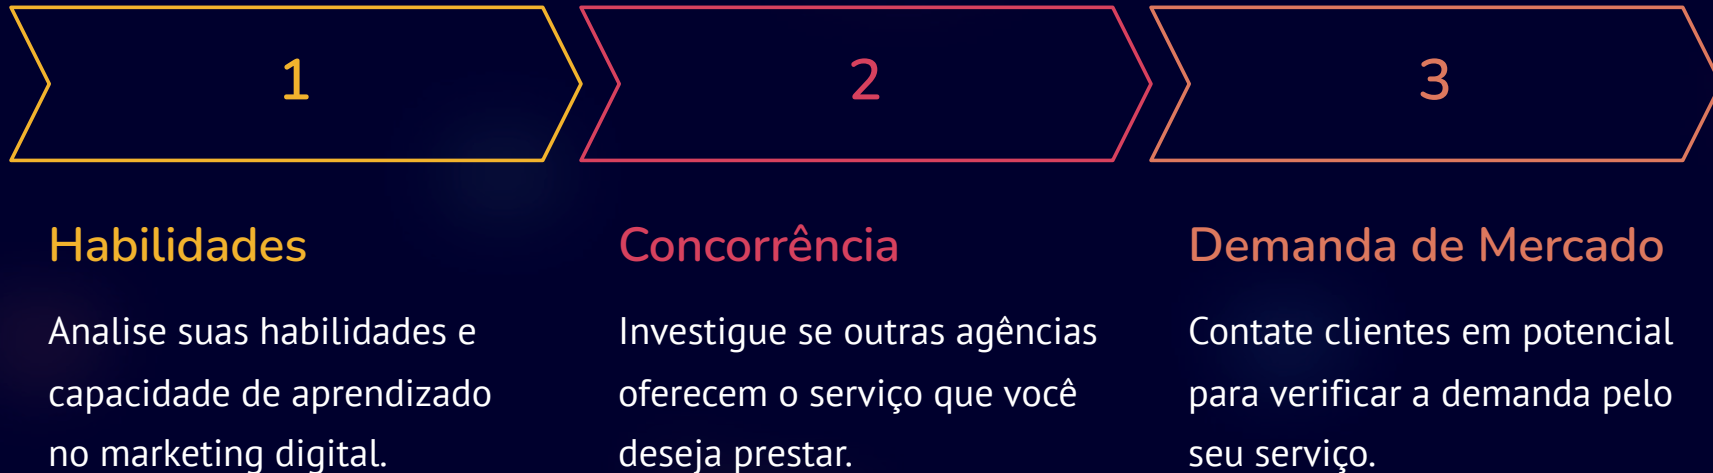 1
2
3
Habilidades
Analise suas habilidades e
capacidade de aprendizado
no marketing digital.
Concorrência
Investigue se outras agências
oferecem o serviço que você
deseja prestar.
Demanda de Mercado
Contate clientes em potencial
para verificar a demanda pelo
seu serviço.